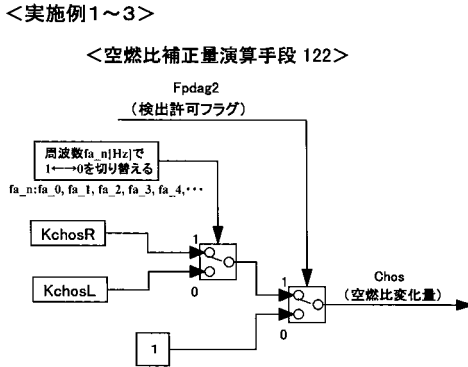 ＜実施例1～3＞
＜空燃比補正量演算手段 122＞
Fpdag2
（検出許可フラグ）
周波数fa_n[Hz]で
1←→0を切り替える
fa_n:fa_0, fa_1, fa_2, fa_3, fa_4,･･･
KchosR
1
KchosL
0
1
Chos
（空燃比変化量）
1
0